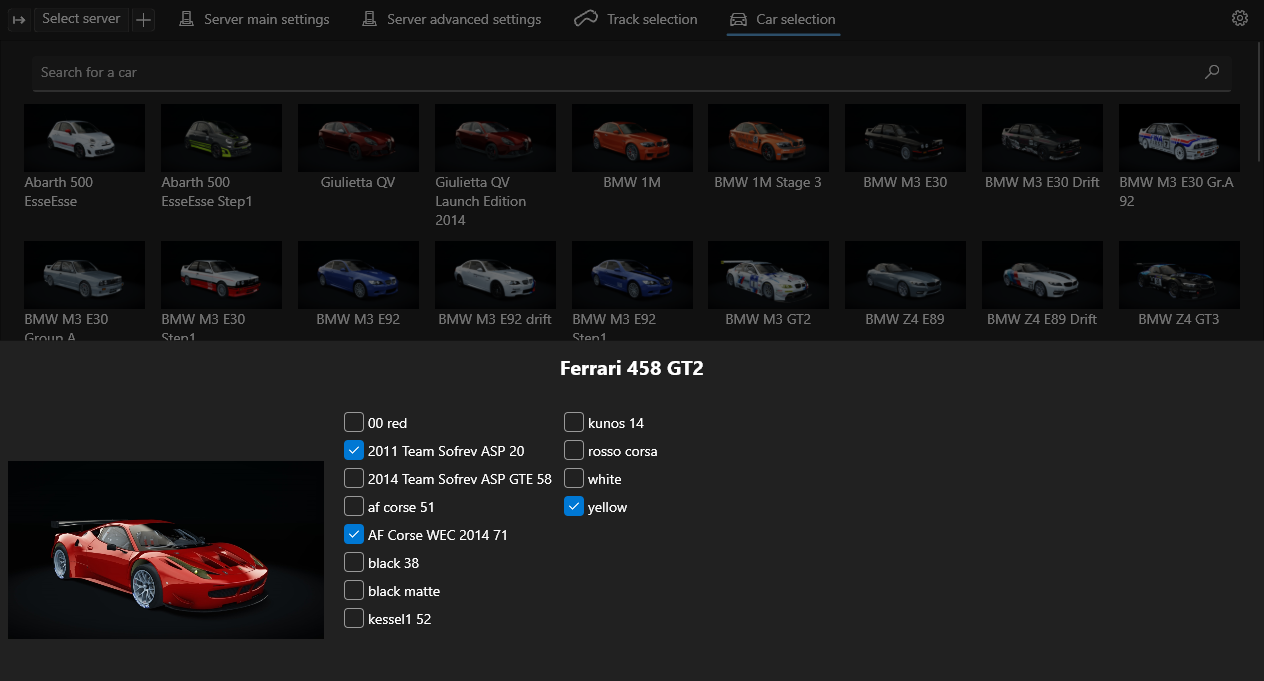 Select server
Server main settings
Server advanced settings
Track selection
Car selection
Search for a car
Abarth 500
EsseEsse
Abarth 500
EsseEsse Step1
Giulietta QV
Giulietta QV
Launch Edition
2014
BMW 1M
BMW 1M Stage 3
BMW M3 E30
BMW M3 E30 Drift
BMW M3 E30 Gr.A
92
BMW M3 E30
Group A
BMW M3 E30
Step1
BMW M3 E92
BMW M3 E92 drift
BMW M3 E92
Step1
BMW M3 GT2
BMW Z4 E89
BMW Z4 E89 Drift
BMW Z4 GT3
Ferrari 458 GT2
00 red
2011 Team Sofrev ASP 20
2014 Team Sofrev ASP GTE 58
af corse 51
AF Corse WEC 2014 71
black 38
black matte
kessel1 52
kunos 14
rosso corsa
white
yellow